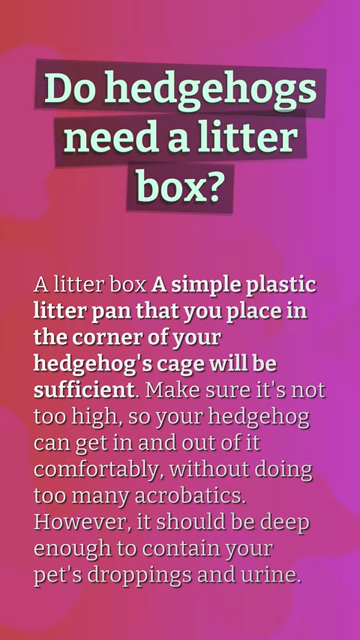 Do hedgehogs
need a litter
box?
A litter box A simple plastic
litter pan that you place in
the corner of your
hedgehog's cage will be
sufficient. Make sure it's not
too high, so your hedgehog
can get in and out of it
comfortably, without doing
too many acrobatics.
However, it should be deep
enough to contain your
pet's droppings and urine.